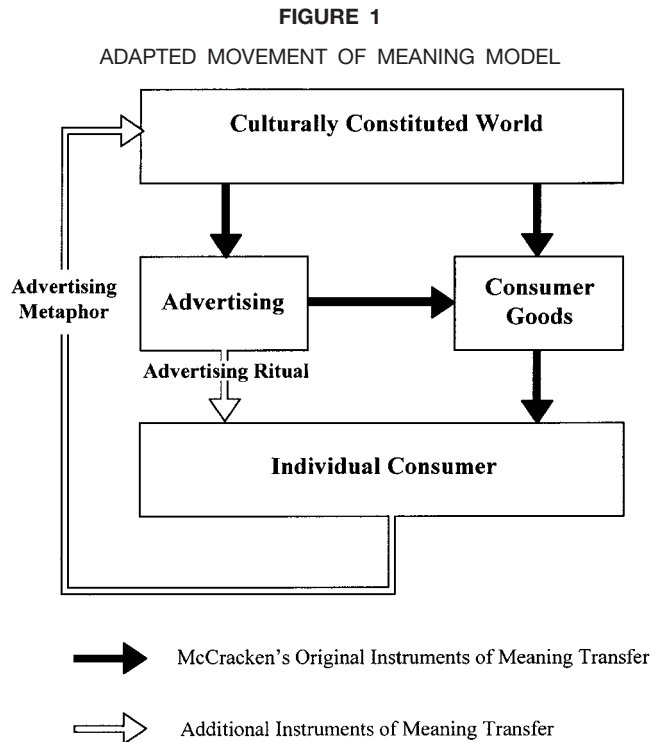 FIGURE 1
ADAPTED MOVEMENT OF MEANING MODEL
Culturally Constituted World
Advertising
Metaphor
Advertising
Consumer
Goods
Advertising Ritual
Individual Consumer
McCracken's Original Instruments of Meaning Transfer
Additional Instruments of Meaning Transfer